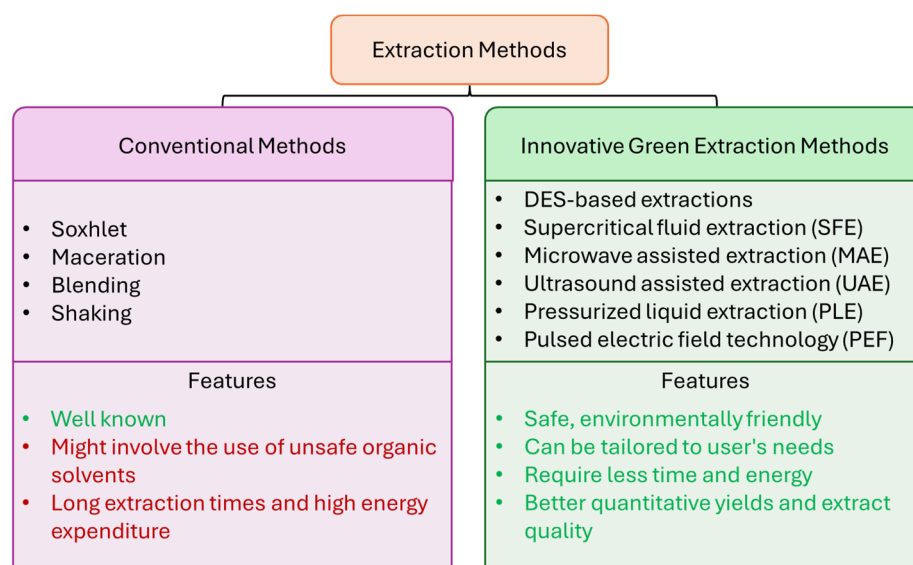 Extraction Methods
Conventional Methods
• Soxhlet
• Maceration
• Blending
• Shaking
Features
• Well known
• Might involve the use of unsafe organic
solvents
• Long extraction times and high energy
expenditure
Innovative Green Extraction Methods
• DES-based extractions
• Supercritical fluid extraction (SFE)
• Microwave assisted extraction (MAE)
• Ultrasound assisted extraction (UAE)
• Pressurized liquid extraction (PLE)
• Pulsed electric field technology (PEF)
Features
• Safe, environmentally friendly
• Can be tailored to user's needs
• Require less time and energy
• Better quantitative yields and extract
quality